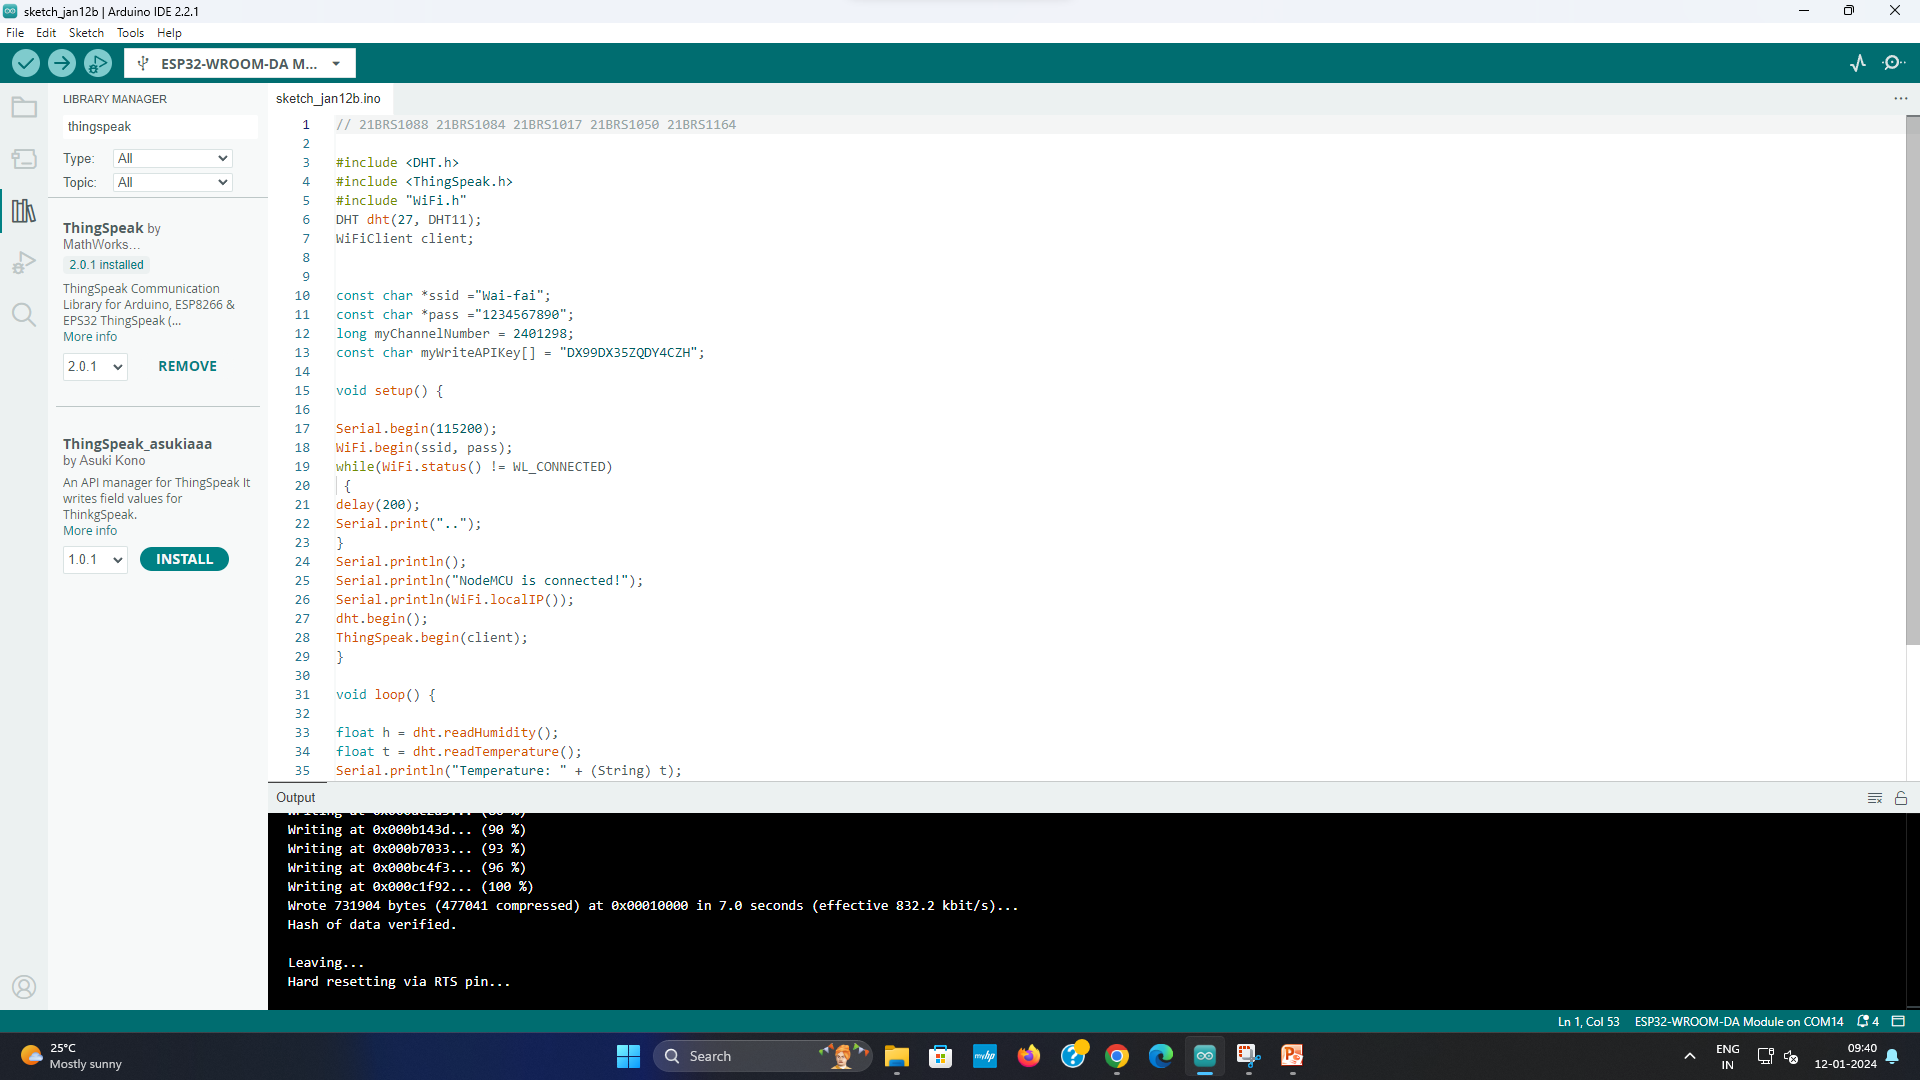 sketch_jan12b | Arduino IDE 2.2.1
File Edit Sketch Tools Help
ESP32-WROOM-DA M...
LIBRARY MANAGER
thingspeak
Type: All
Topic: All
ThingSpeak by
MathWorks...
2.0.1 installed
ThingSpeak Communication
Library for Arduino, ESP8266 &
EPS32 ThingSpeak (...
More info
2.0.1 REMOVE
ThingSpeak_asukiaaa
by Asuki Kono
An API manager for ThingSpeak It
writes field values for
ThinkgSpeak.
More info
1.0.1 INSTALL
sketch_jan12b.ino
1 // 21BRS1088 21BRS1084 21BRS1017 21BRS1050 21BRS1164
2
3 #include <DHT.h>
4 #include <ThingSpeak.h>
5 #include "WiFi.h"
6 DHT dht(27, DHT11);
7 WiFiClient client;
8
9
10 const char *ssid ="Wai-fai";
11 const char *pass ="1234567890";
12 long myChannelNumber = 2401298;
13 const char myWriteAPIKey[] = "DX99DX35ZQDY4CZH";
14
15 void setup() {
16
17 Serial.begin(115200);
18 WiFi.begin(ssid, pass);
19 while(WiFi.status() != WL_CONNECTED)
20 {
21 delay(200);
22 Serial.print("..");
23 }
24 Serial.println();
25 Serial.println("NodeMCU is connected!");
26 Serial.println(WiFi.localIP());
27 dht.begin();
28 ThingSpeak.begin(client);
29 }
30
31 void loop() {
32
33 float h = dht.readHumidity();
34 float t = dht.readTemperature();
35 Serial.println("Temperature: " + (String) t);
Output
Writing at 0x000b143d... (90 %)
Writing at 0x000b7033... (93 %)
Writing at 0x000bc4f3... (96 %)
Writing at 0x000c1f92... (100 %)
Wrote 731904 bytes (477041 compressed) at 0x00010000 in 7.0 seconds (effective 832.2 kbit/s)...
Hash of data verified.
Leaving...
Hard resetting via RTS pin...
Ln 1, Col 53 ESP32-WROOM-DA Module on COM14 4
25°C
Mostly sunny
Search
myhp
ENG
IN
09:40
12-01-2024